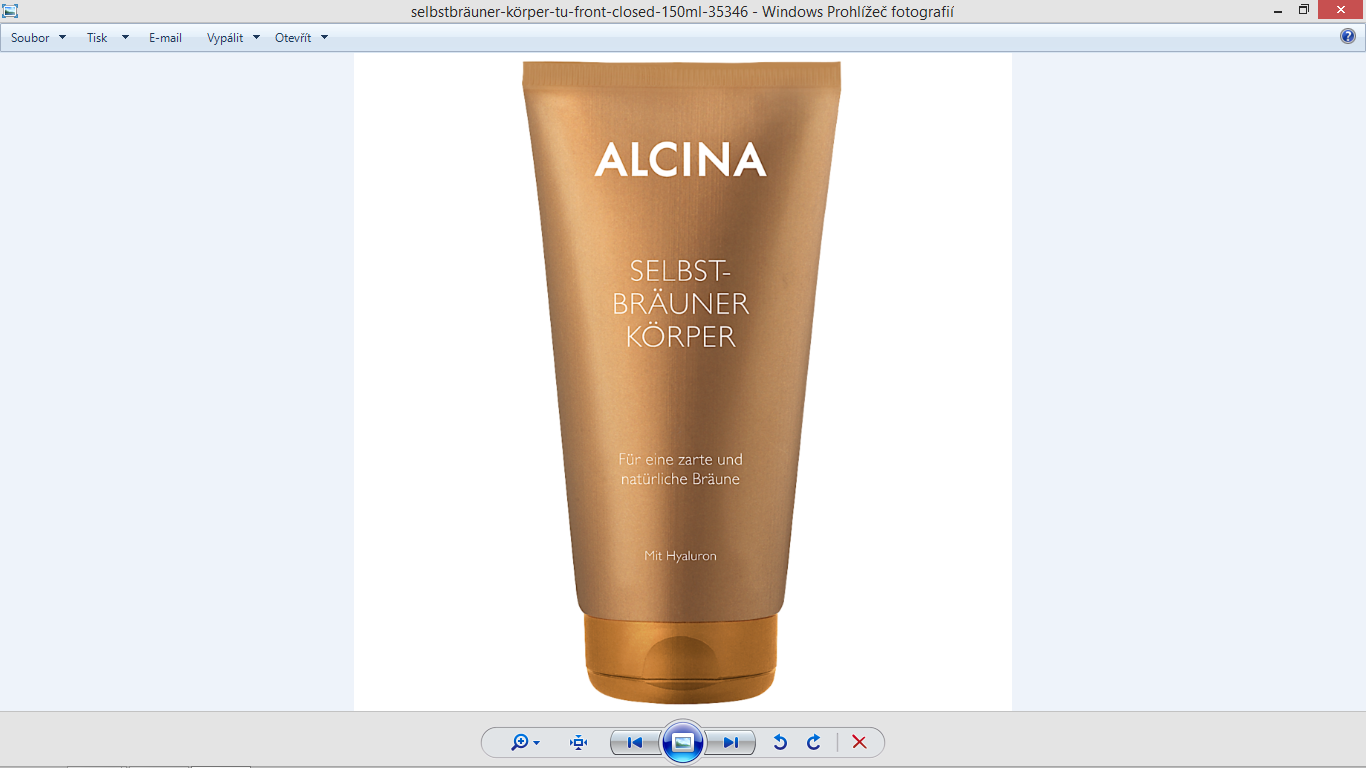 selbstbräuner-körper-tu-front-closed-150ml-35346 - Windows Prohlížeč fotografií
Soubor Tisk E-mail Vypálit Otevřít
ALCINA
SELBST-
BRÄUNER
KÖRPER
Für eine zarte und
natürliche Bräune
Mit Hyaluron